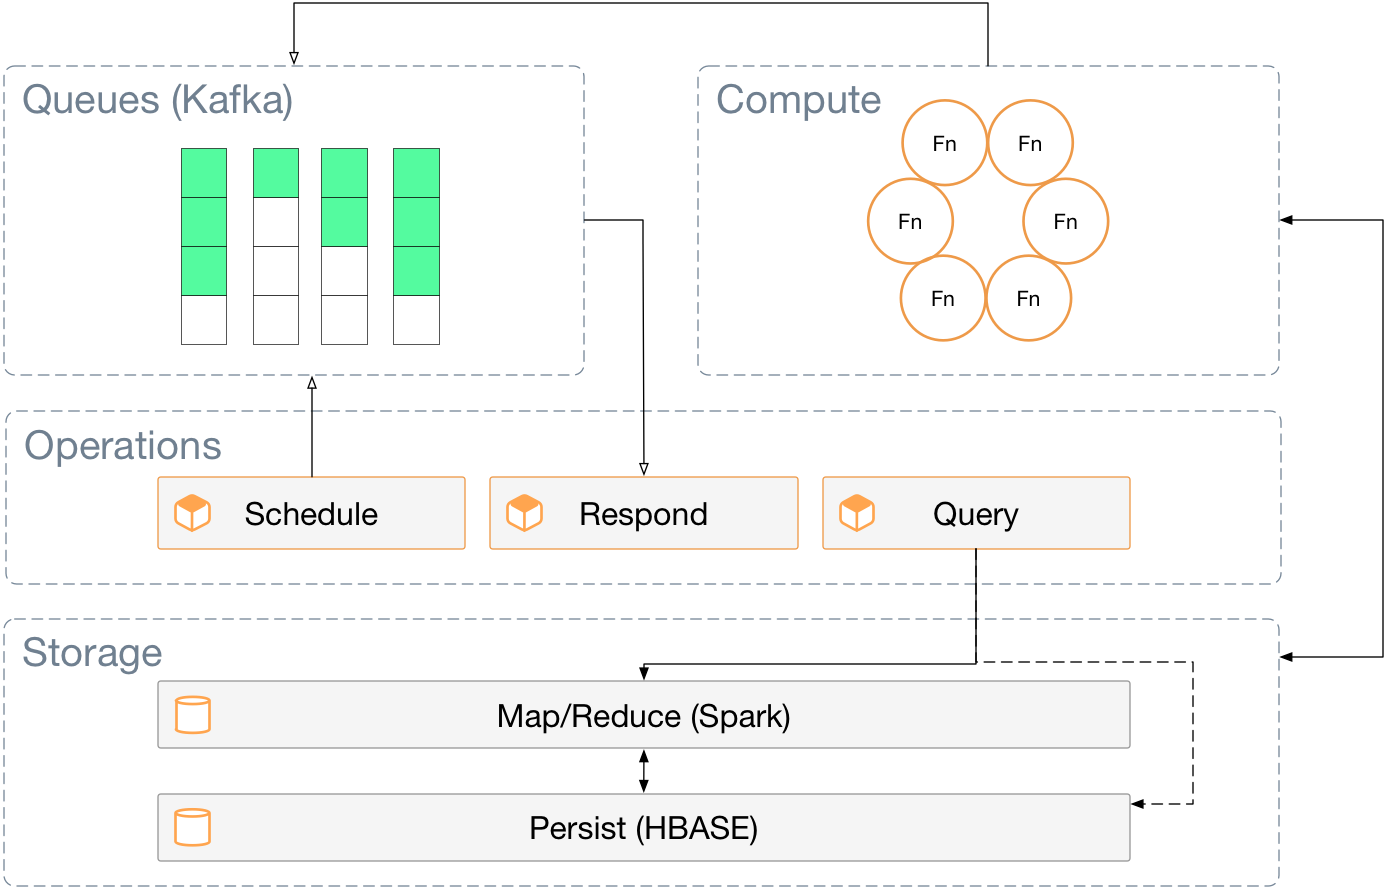 Queues (Kafka)
Compute
Fn
Fn
Fn
Fn
Fn
Fn
Operations
Schedule
Respond
Query
Storage
Map/Reduce (Spark)
Persist (HBASE)